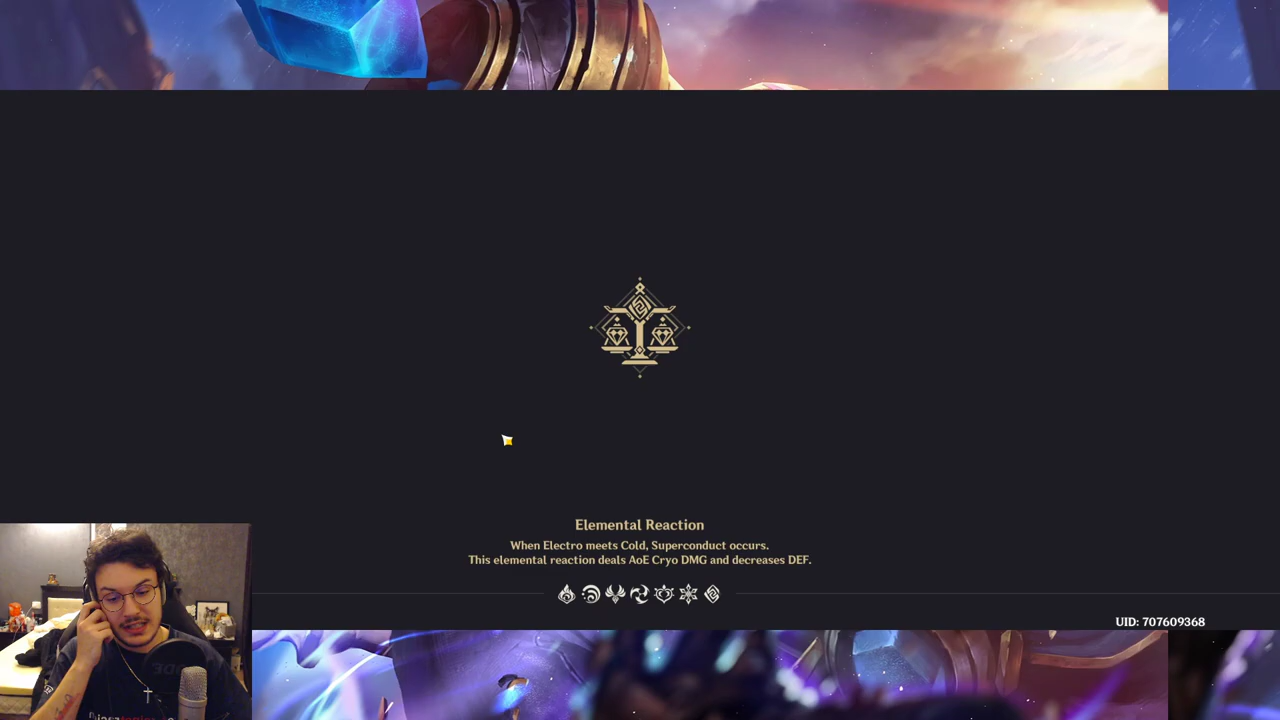 Elemental Reaction
When Electro meets Cold, Superconduct occurs.
This elemental reaction deals AoE Cryo DMG and decreases DEF.
UID: 707609368